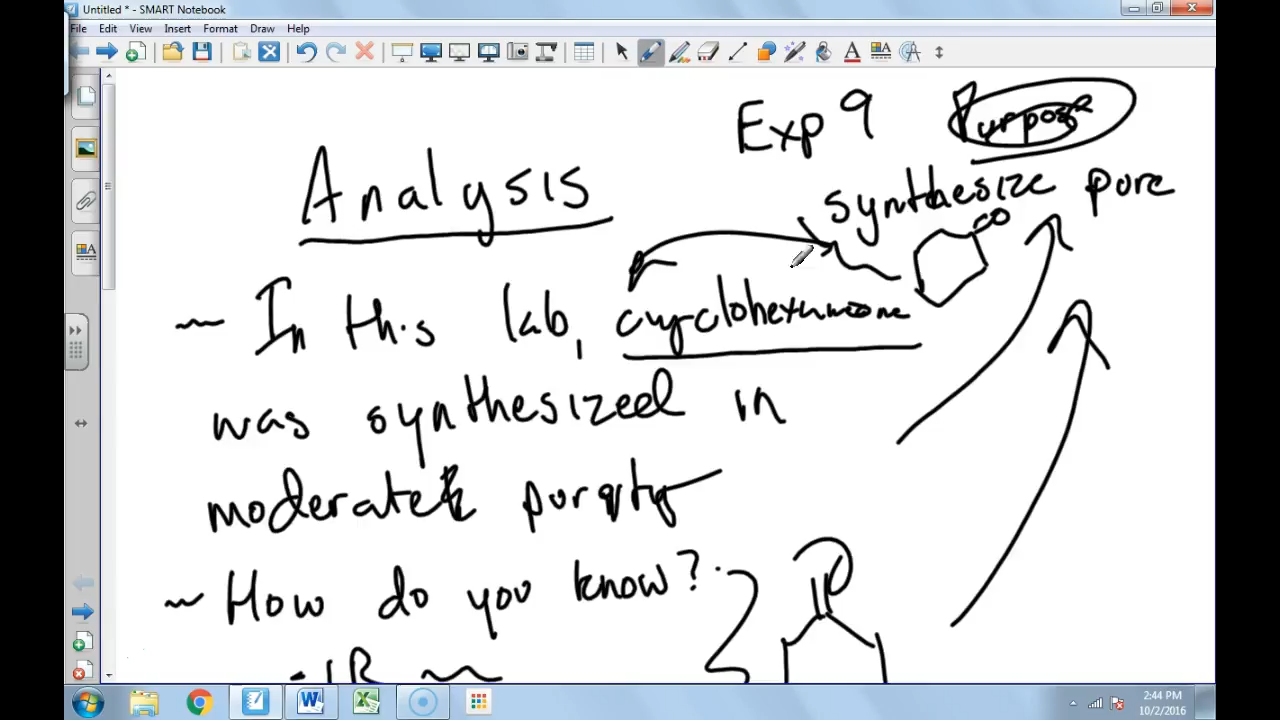 Untitled * - SMART Notebook
File Edit View Insert Format Draw Help
Exp 9 Purpose
Analysis
synthesize pure
~ In this lab, cyclohexanone
was synthesized in
moderate purity
~ How do you know?
- IR
2:44 PM
10/2/2016